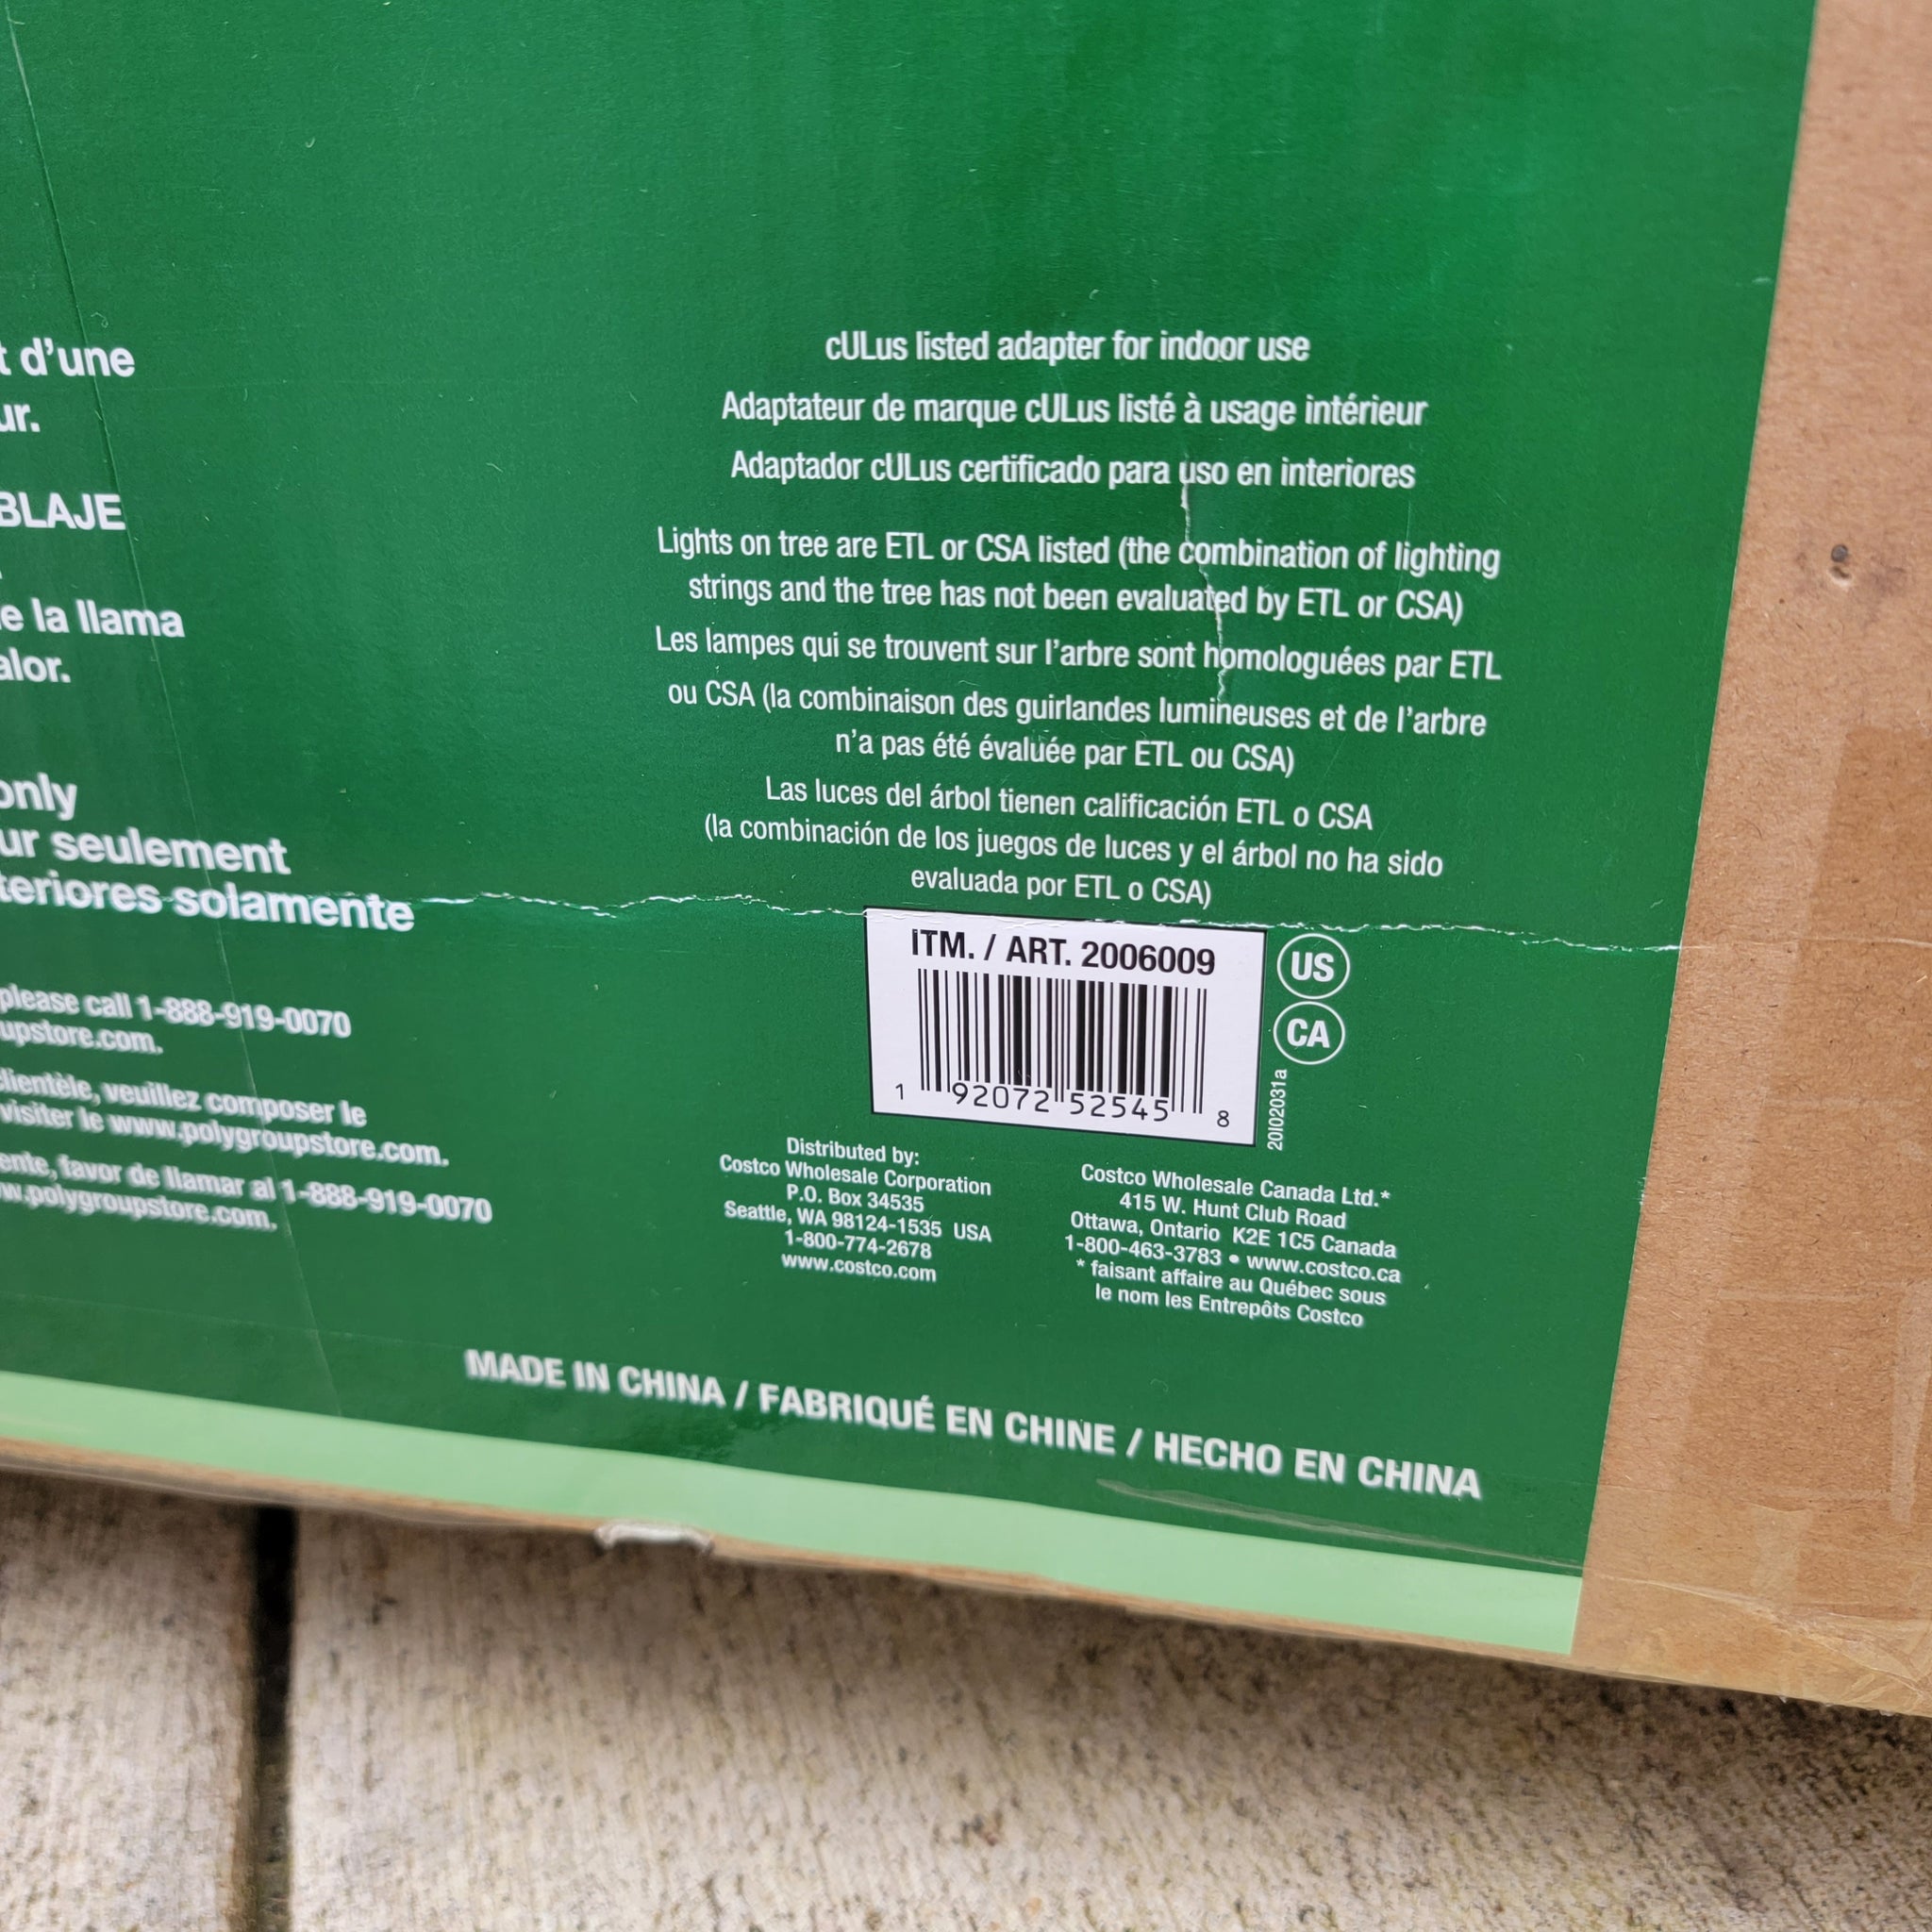 t d'une
ur.
BLAJE
e la llama
alor.
only
ur seulement
teriores solamente
please call 1-888-919-0070
upstore.com.
lientèle, veuillez composer le
visiter le www.polygroupstore.com.
ente, favor de llamar al 1-888-919-0070
w.polygroupstore.com.
cULus listed adapter for indoor use
Adaptateur de marque cULus listé à usage intérieur
Adaptador cULus certificado para uso en interiores
Lights on tree are ETL or CSA listed (the combination of lighting
strings and the tree has not been evaluated by ETL or CSA)
Les lampes qui se trouvent sur l'arbre sont homologuées par ETL
ou CSA (la combinaison des guirlandes lumineuses et de l'arbre
n'a pas été évaluée par ETL ou CSA)
Las luces del árbol tienen calificación ETL o CSA
(la combinación de los juegos de luces y el árbol no ha sido
evaluada por ETL o CSA)
ITM. / ART. 2006009
1 92072 52545 8
US
CA
20I02031a
Distributed by:
Costco Wholesale Corporation
P.O. Box 34535
Seattle, WA 98124-1535 USA
1-800-774-2678
www.costco.com
Costco Wholesale Canada Ltd.*
415 W. Hunt Club Road
Ottawa, Ontario K2E 1C5 Canada
1-800-463-3783 • www.costco.ca
* faisant affaire au Québec sous
le nom les Entrepôts Costco
MADE IN CHINA / FABRIQUÉ EN CHINE / HECHO EN CHINA